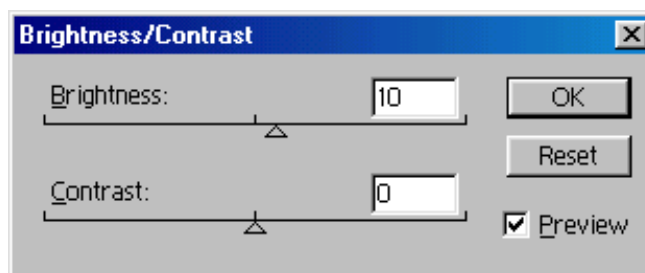 Brightness/Contrast
Brightness: 10
OK
Reset
Contrast: 0
Preview